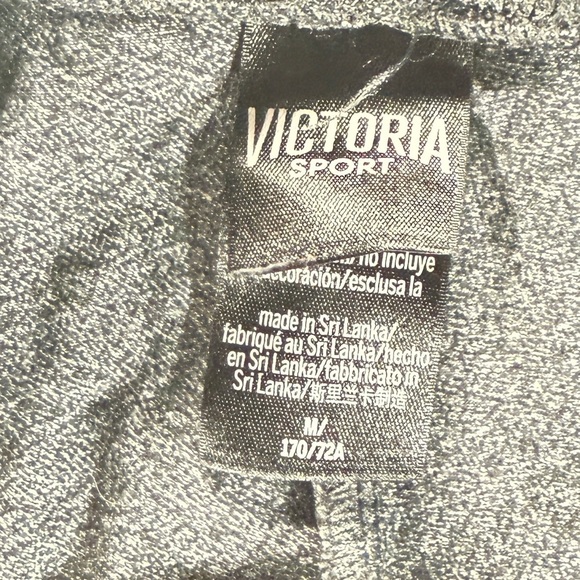 VICTORIA
SPORT
no incluye
decoración/esclusa la
made in Sri Lanka/
fabriqué au Sri Lanka/hecho
en Sri Lanka/fabbricato in
Sri Lanka/斯里兰卡制造
M/
170/72A